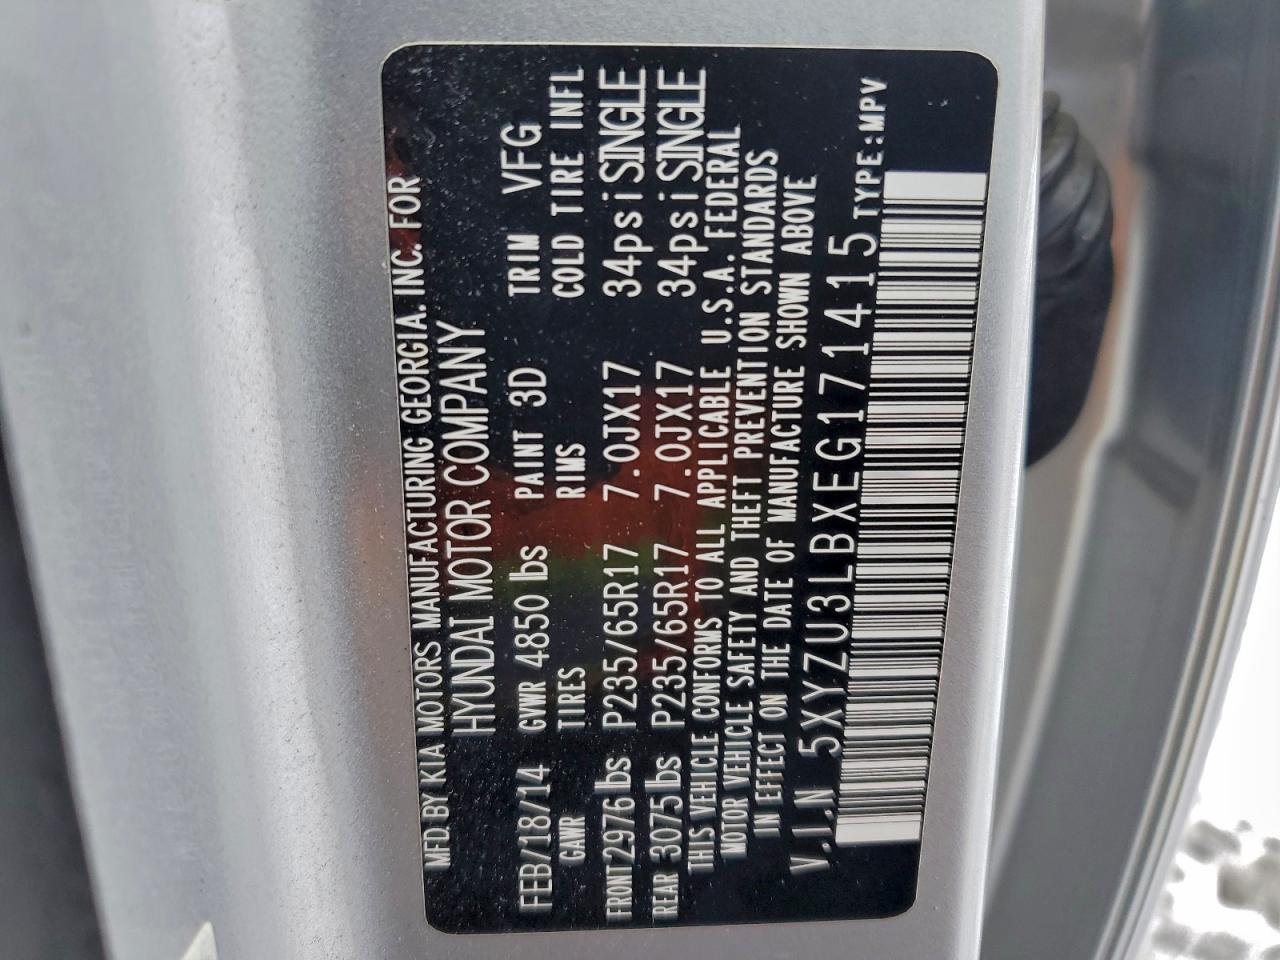 MFD BY KIA MOTORS MANUFACTURING GEORGIA. INC. FOR
HYUNDAI MOTOR COMPANY
FEB/18/14 GVWR 4850 lbs PAINT 3D TRIM VFG
GAWR TIRES RIMS COLD TIRE INFL
FRONT 2976 lbs P235/65R17 7.0JX17 34psi SINGLE
REAR 3075 lbs P235/65R17 7.0JX17 34psi SINGLE
THIS VEHICLE CONFORMS TO ALL APPLICABLE U.S.A. FEDERAL
MOTOR VEHICLE SAFETY AND THEFT PREVENTION STANDARDS
IN EFFECT ON THE DATE OF MANUFACTURE SHOWN ABOVE
V.I.N 5XYZU3LBXEG171415 TYPE:MPV